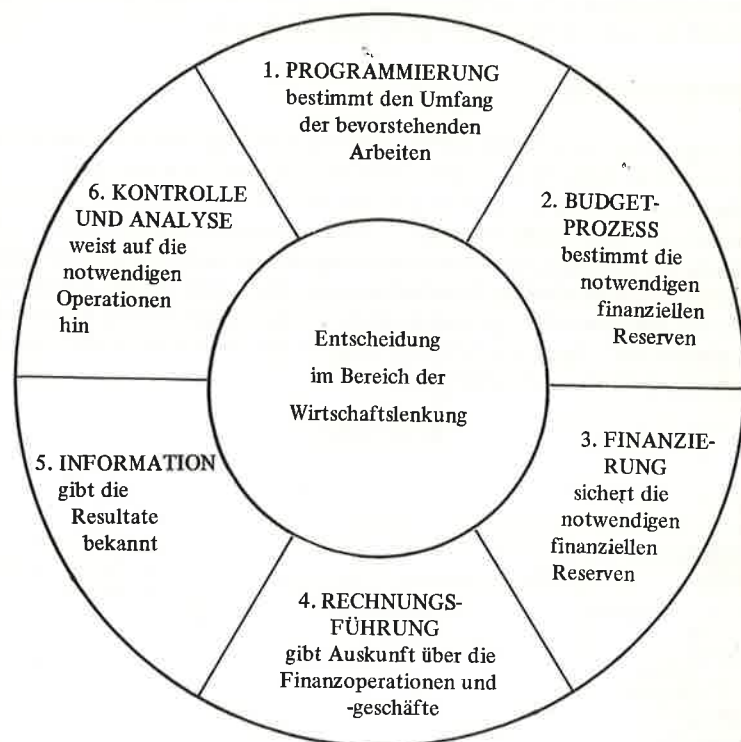 1. PROGRAMMIERUNG
bestimmt den Umfang
der bevorstehenden
Arbeiten
2. BUDGET-
PROZESS
bestimmt die
notwendigen
finanziellen
Reserven
3. FINANZIE-
RUNG
sichert die
notwendigen
finanziellen
Reserven
4. RECHNUNGS-
FÜHRUNG
gibt Auskunft über die
Finanzoperationen und
-geschäfte
5. INFORMATION
gibt die
Resultate
bekannt
6. KONTROLLE
UND ANALYSE
weist auf die
notwendigen
Operationen
hin
Entscheidung
im Bereich der
Wirtschaftslenkung